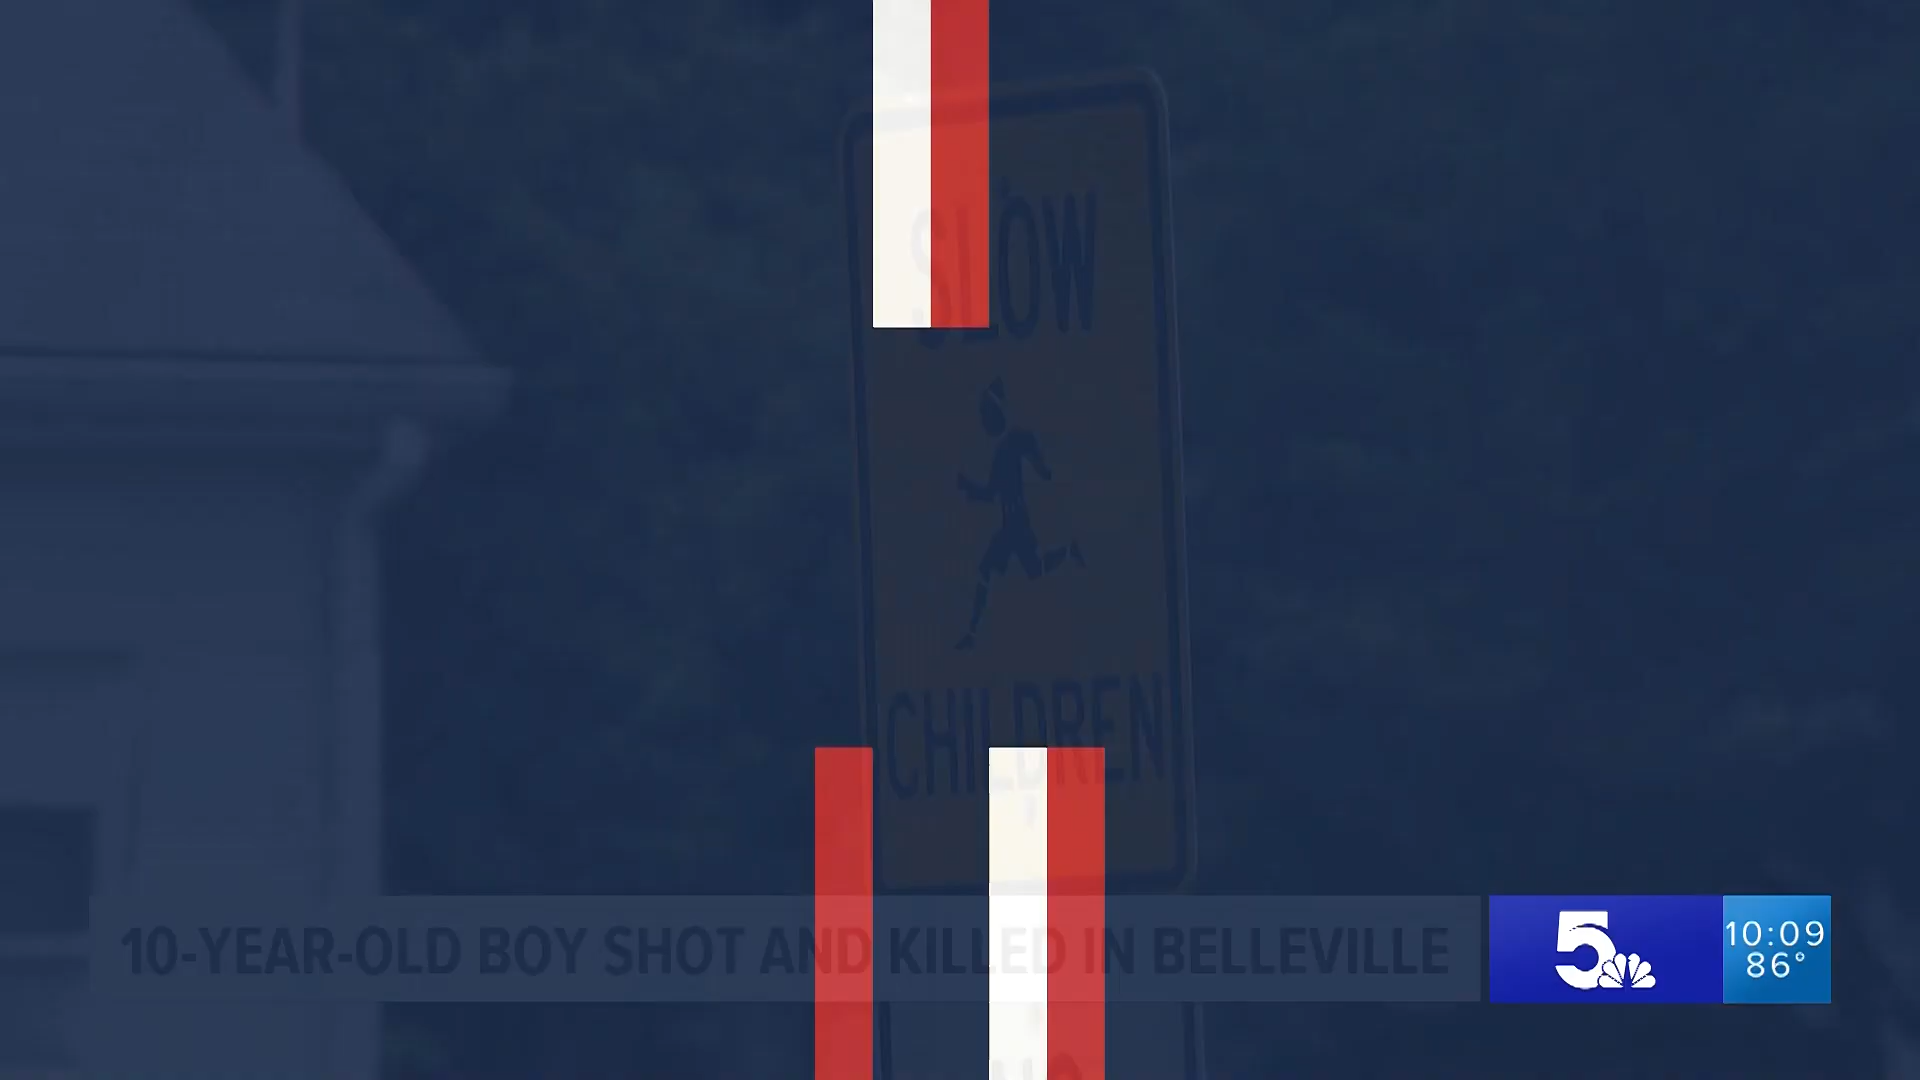 SLOW
CHILDREN
10-YEAR-OLD BOY SHOT AND KILLED IN BELLEVILLE
5
10:09
86°